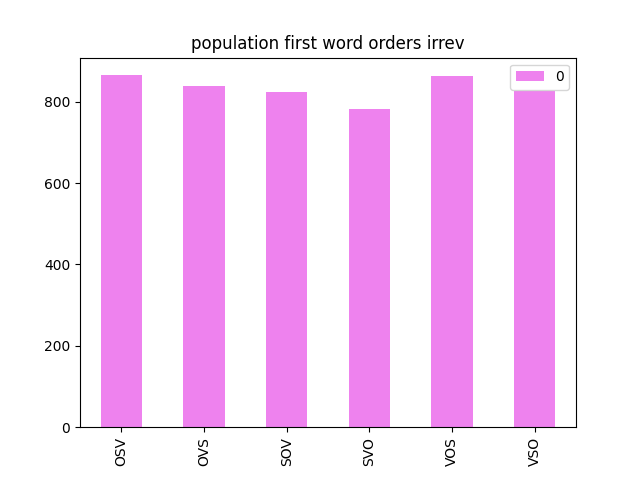 population first word orders irrev
0
800
600
400
200
0
OSV
OVS
SOV
SVO
VOS
VSO